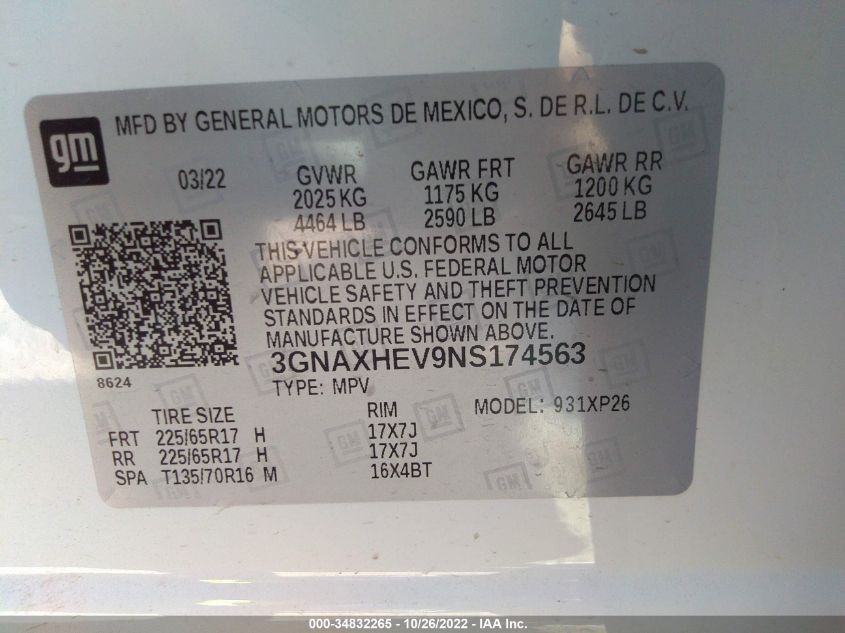 MFD BY GENERAL MOTORS DE MEXICO, S. DE R.L. DE C.V.
gm
03/22 GVWR GAWR FRT GAWR RR
2025 KG 1175 KG 1200 KG
4464 LB 2590 LB 2645 LB
THIS VEHICLE CONFORMS TO ALL
APPLICABLE U.S. FEDERAL MOTOR
VEHICLE SAFETY AND THEFT PREVENTION
STANDARDS IN EFFECT ON THE DATE OF
MANUFACTURE SHOWN ABOVE.
3GNAXHEV9NS174563
8624
TYPE: MPV
TIRE SIZE RIM MODEL: 931XP26
FRT 225/65R17 H 17X7J
RR 225/65R17 H 17X7J
SPA T135/70R16 M 16X4BT
000-34832265 - 10/26/2022 - IAA Inc.